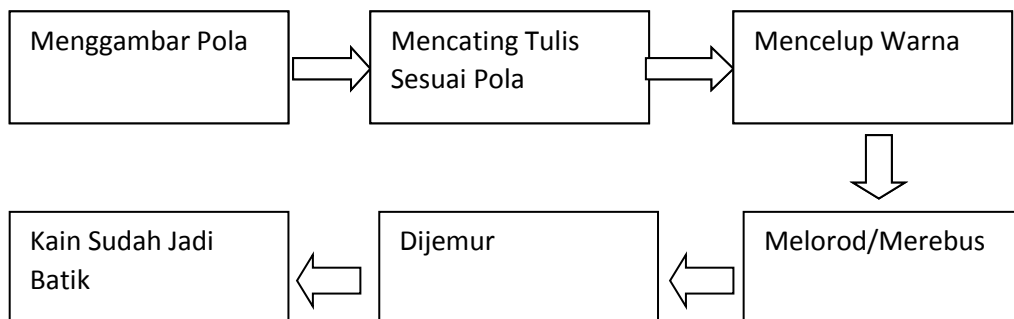 Menggambar Pola
Mencating Tulis
Sesuai Pola
Mencelup Warna
Melorod/Merebus
Dijemur
Kain Sudah Jadi
Batik